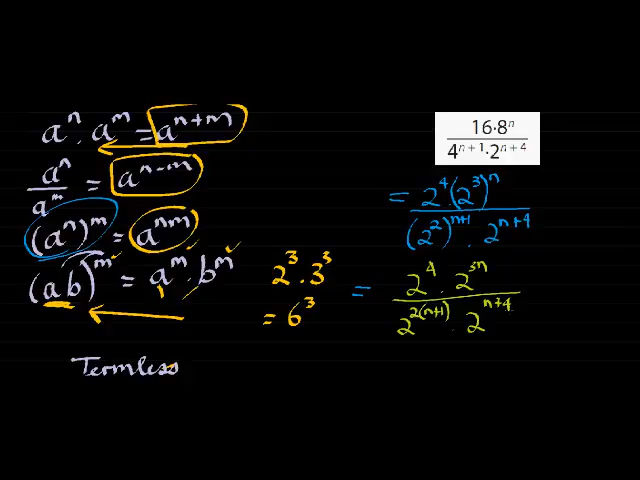 aⁿ . aᵐ = aⁿ⁺ᵐ
aⁿ/aᵐ = aⁿ⁻ᵐ
(aⁿ)ᵐ = aⁿᵐ
(ab)ᵐ = aᵐ . bᵐ
2³ . 3³
= 6³
Termless
16·8ⁿ / 4ⁿ⁺¹·2ⁿ⁺⁴
= 2⁴.(2³)ⁿ / (2²)ⁿ⁺¹ . 2ⁿ⁺⁴
= 2⁴ . 2³ⁿ / 2²⁽ⁿ⁺¹⁾ . 2ⁿ⁺⁴